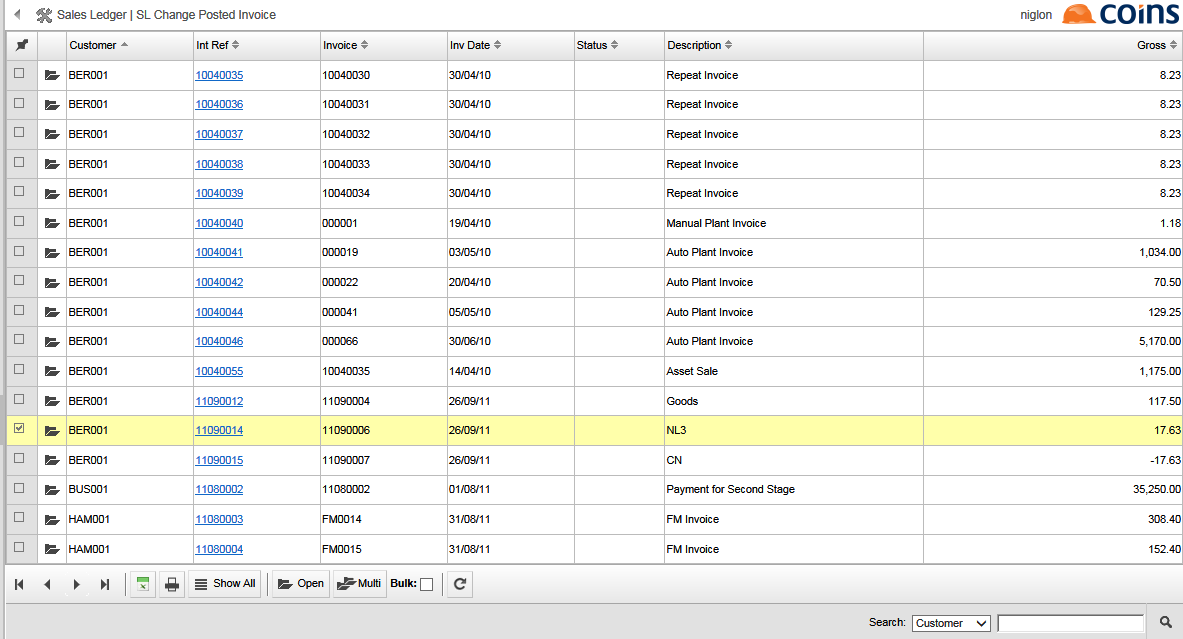 Sales Ledger | SL Change Posted Invoice niglon coins
Customer Int Ref Invoice Inv Date Status Description Gross
BER001 10040035 10040030 30/04/10 Repeat Invoice 8.23
BER001 10040036 10040031 30/04/10 Repeat Invoice 8.23
BER001 10040037 10040032 30/04/10 Repeat Invoice 8.23
BER001 10040038 10040033 30/04/10 Repeat Invoice 8.23
BER001 10040039 10040034 30/04/10 Repeat Invoice 8.23
BER001 10040040 000001 19/04/10 Manual Plant Invoice 1.18
BER001 10040041 000019 03/05/10 Auto Plant Invoice 1,034.00
BER001 10040042 000022 20/04/10 Auto Plant Invoice 70.50
BER001 10040044 000041 05/05/10 Auto Plant Invoice 129.25
BER001 10040046 000066 30/06/10 Auto Plant Invoice 5,170.00
BER001 10040055 10040035 14/04/10 Asset Sale 1,175.00
BER001 11090012 11090004 26/09/11 Goods 117.50
BER001 11090014 11090006 26/09/11 NL3 17.63
BER001 11090015 11090007 26/09/11 CN -17.63
BUS001 11080002 11080002 01/08/11 Payment for Second Stage 35,250.00
HAM001 11080003 FM0014 31/08/11 FM Invoice 308.40
HAM001 11080004 FM0015 31/08/11 FM Invoice 152.40
Show All Open Multi Bulk:
Search: Customer